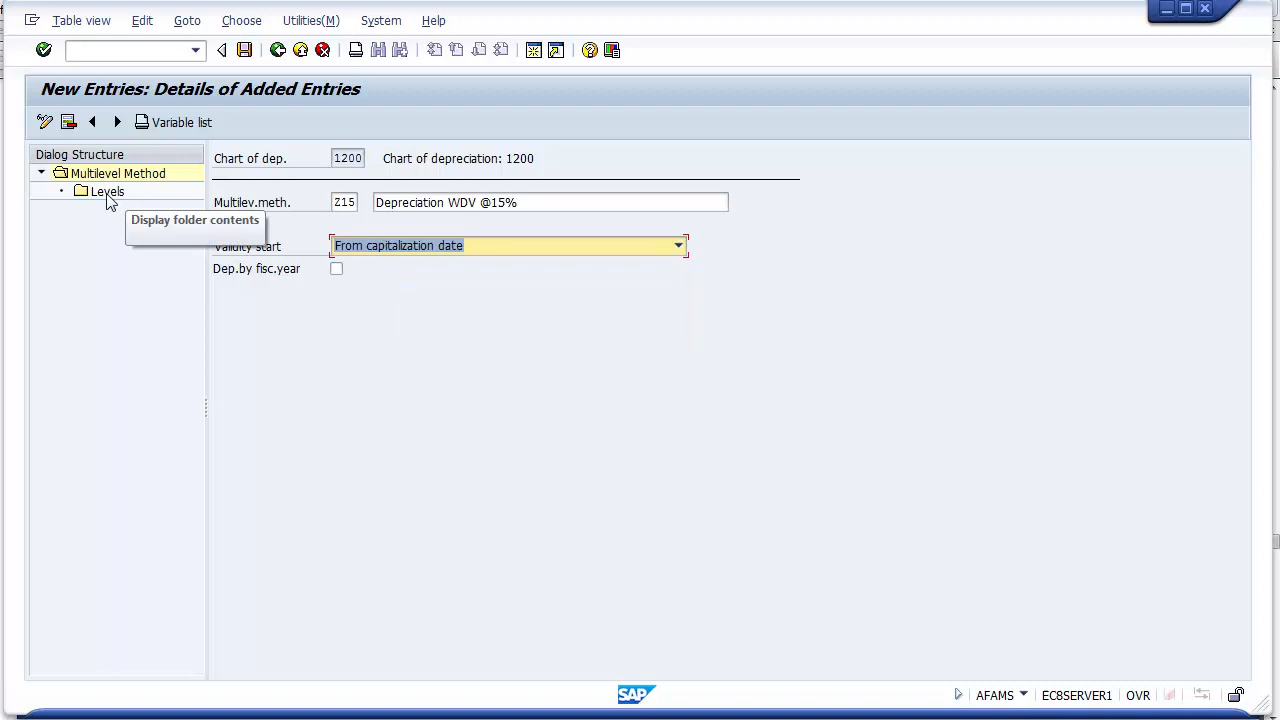 Table view Edit Goto Choose Utilities(M) System Help
New Entries: Details of Added Entries
Variable list
Dialog Structure
Multilevel Method
Levels
Display folder contents
Chart of dep. 1200 Chart of depreciation: 1200
Multilev.meth. Z15 Depreciation WDV @15%
Validity start From capitalization date
Dep.by fisc.year
SAP
AFAMS EC8SERVER1 OVR